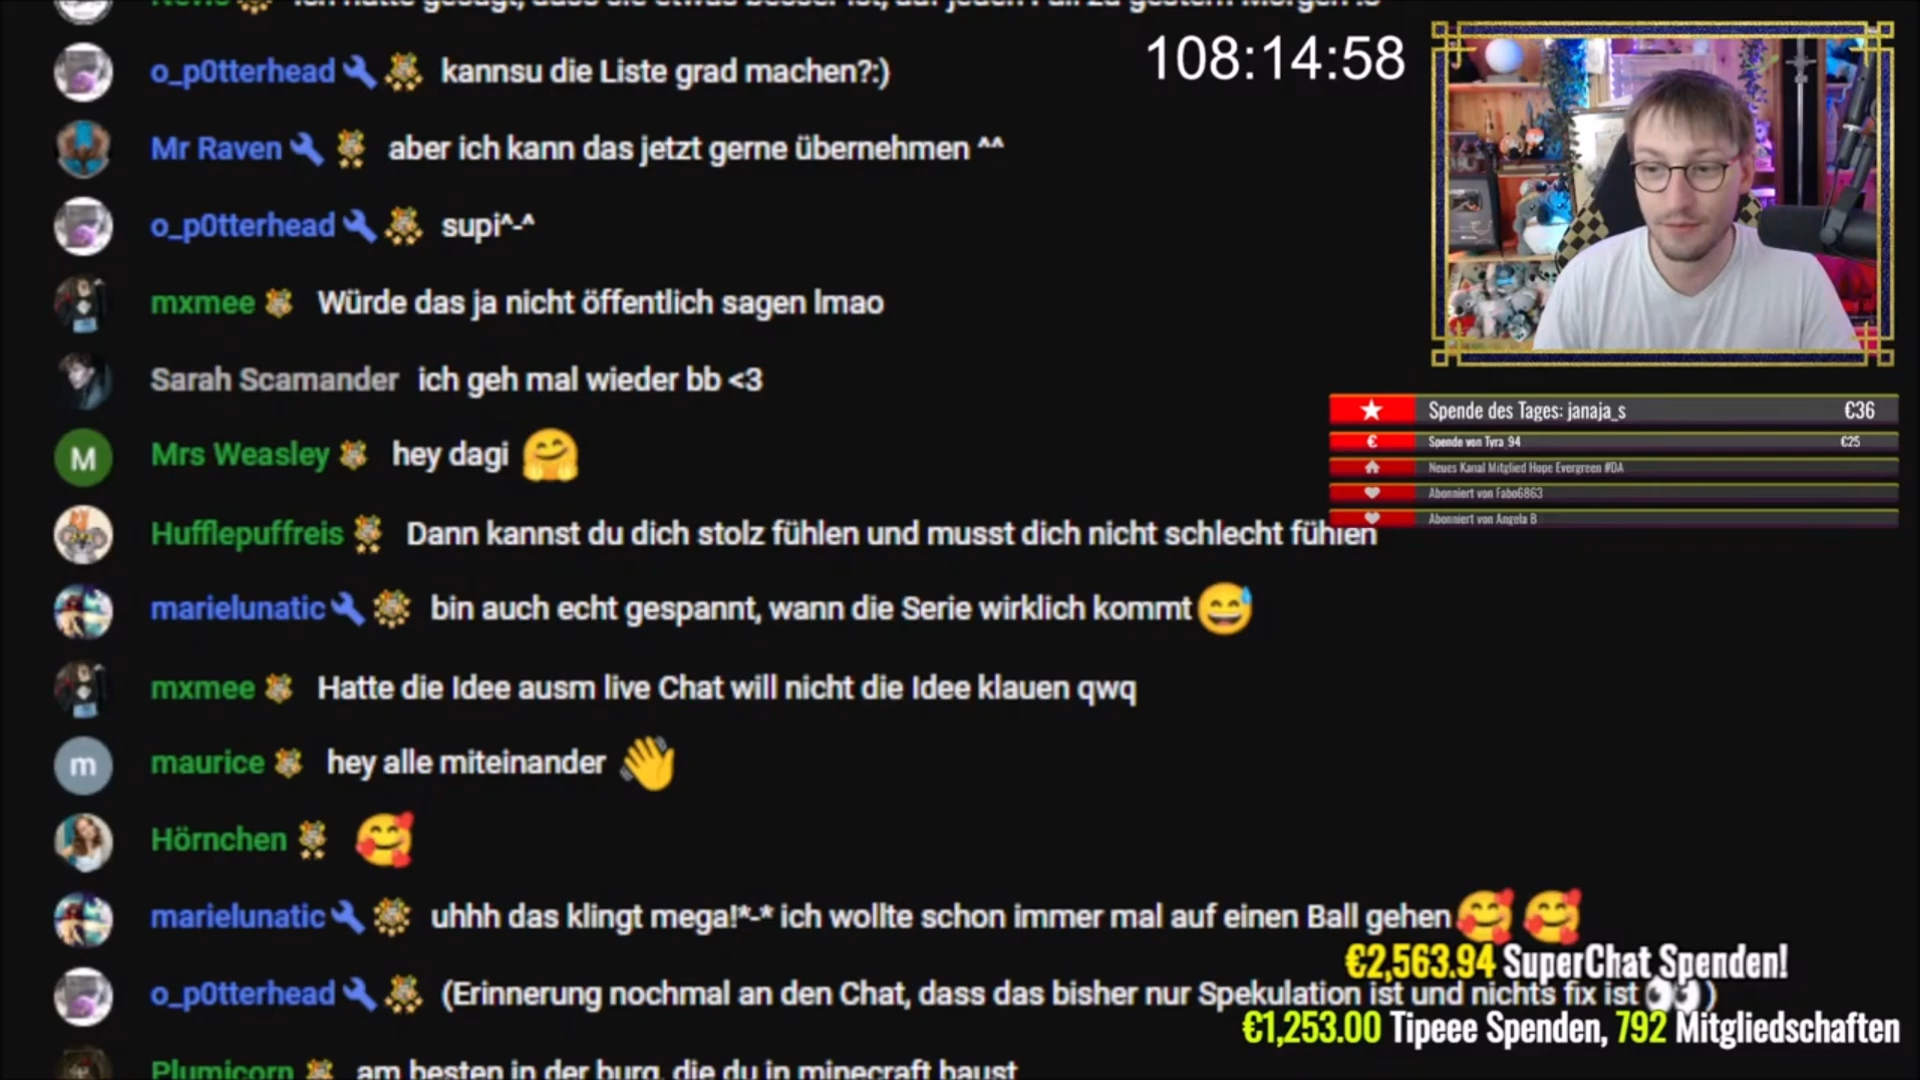 108:14:58
o_p0tterhead kannsu die Liste grad machen?:)
Mr Raven aber ich kann das jetzt gerne übernehmen ^^
o_p0tterhead supi^-^
mxmee Würde das ja nicht öffentlich sagen lmao
Sarah Scamander ich geh mal wieder bb <3
M Mrs Weasley hey dagi
Hufflepuffreis Dann kannst du dich stolz fühlen und musst dich nicht schlecht fühlen
marielunatic bin auch echt gespannt, wann die Serie wirklich kommt
mxmee Hatte die Idee ausm live Chat will nicht die Idee klauen qwq
m maurice hey alle miteinander
Hörnchen
marielunatic uhhh das klingt mega!*-* ich wollte schon immer mal auf einen Ball gehen
o_p0tterhead (Erinnerung nochmal an den Chat, dass das bisher nur Spekulation ist und nichts fix ist )
Plumicorn am besten in der burg, die du in minecraft baust
Spende des Tages: janaja_s €36
€ Spende von Tyra_94 €25
Neues Kanal Mitglied Hope Evergreen #DA
Abonniert von Fabo6863
Abonniert von Angela B
€2,563.94 SuperChat Spenden!
€1,253.00 Tipeee Spenden, 792 Mitgliedschaften